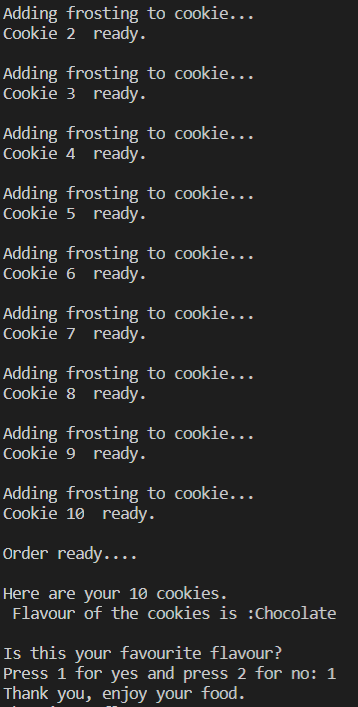 Adding frosting to cookie...
Cookie 2  ready.
Adding frosting to cookie...
Cookie 3  ready.
Adding frosting to cookie...
Cookie 4  ready.
Adding frosting to cookie...
Cookie 5  ready.
Adding frosting to cookie...
Cookie 6  ready.
Adding frosting to cookie...
Cookie 7  ready.
Adding frosting to cookie...
Cookie 8  ready.
Adding frosting to cookie...
Cookie 9  ready.
Adding frosting to cookie...
Cookie 10  ready.
Order ready....
Here are your 10 cookies.
 Flavour of the cookies is :Chocolate
Is this your favourite flavour?
Press 1 for yes and press 2 for no: 1
Thank you, enjoy your food.